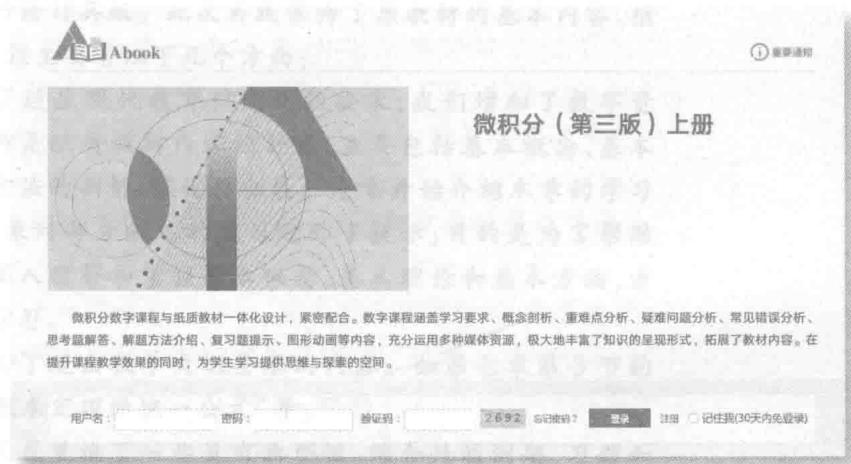 Abook
重要通知
微积分（第三版）上册
微积分数字课程与纸质教材一体化设计，紧密配合。数字课程涵盖学习要求、概念剖析、重难点分析、疑难问题分析、常见错误分析、
思考题解答、解题方法介绍、复习题提示、图形动画等内容，充分运用多种媒体资源，极大地丰富了知识的呈现形式，拓展了教材内容。在
提升课程教学效果的同时，为学生学习提供思维与探索的空间。
用户名： 密码： 验证码： 2692 忘记密码？ 登录 注册 记住我(30天内免登录)